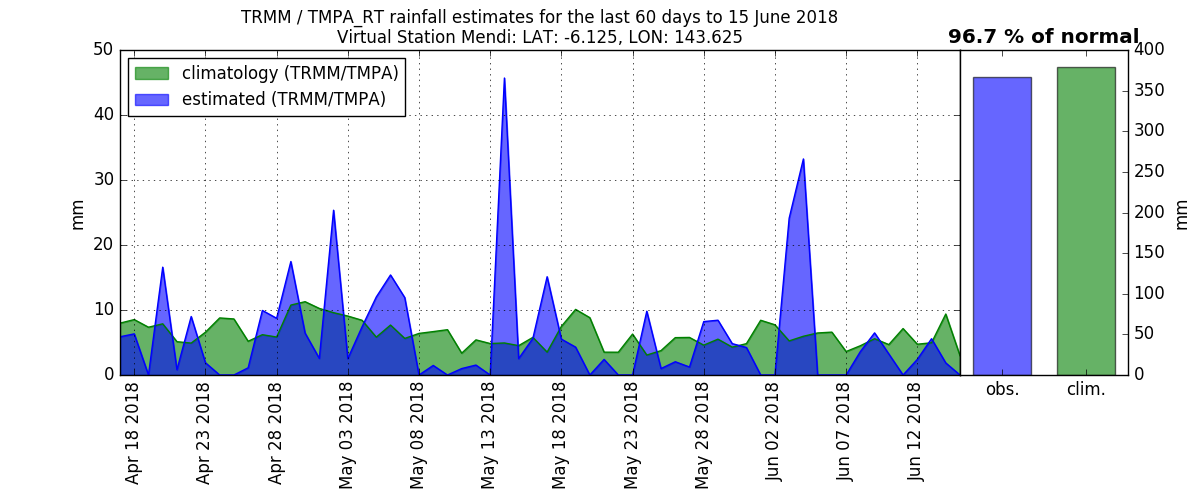 TRMM / TMPA_RT rainfall estimates for the last 60 days to 15 June 2018
Virtual Station Mendi: LAT: -6.125, LON: 143.625
96.7 % of normal
climatology (TRMM/TMPA)
estimated (TRMM/TMPA)
50
40
30
20
10
0
mm
Apr 18 2018
Apr 23 2018
Apr 28 2018
May 03 2018
May 08 2018
May 13 2018
May 18 2018
May 23 2018
May 28 2018
Jun 02 2018
Jun 07 2018
Jun 12 2018
obs.
clim.
400
350
300
250
200
150
100
50
0
mm